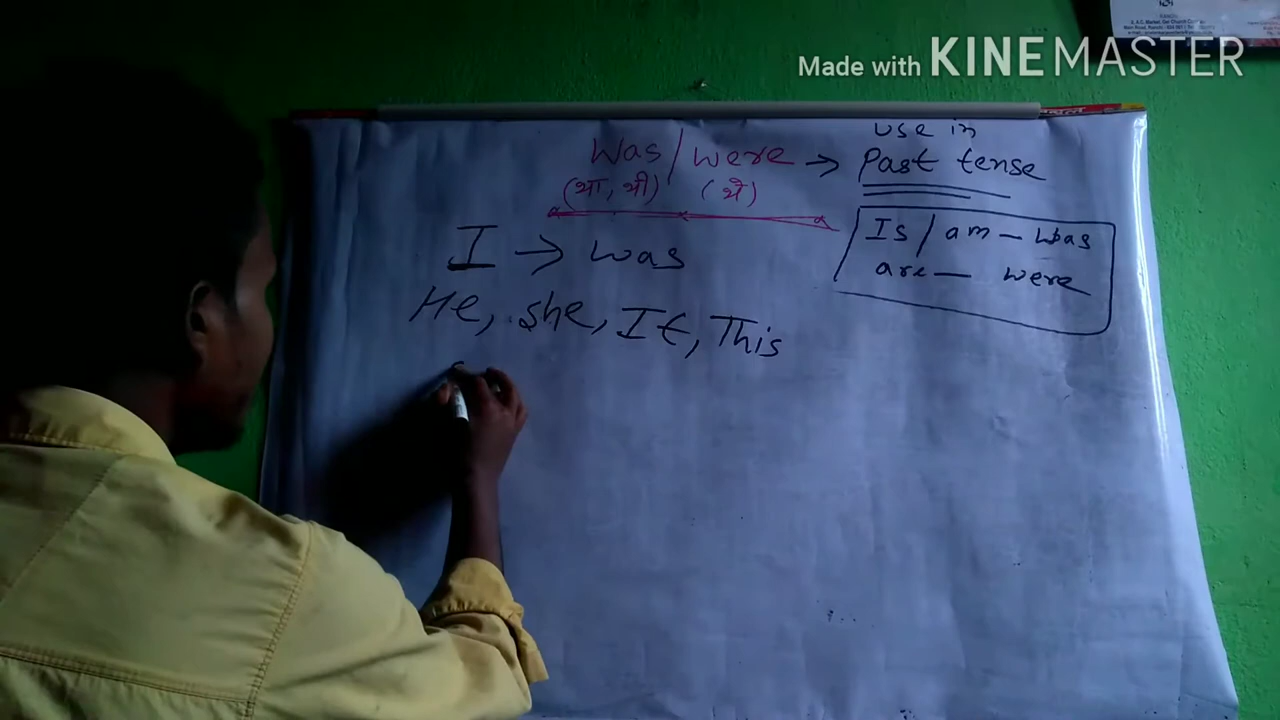 Made with KINEMASTER
use in
Was / were → Past tense
(था, थी) (थे)
I → was
Is / am — was
are — were
He, She, It, This